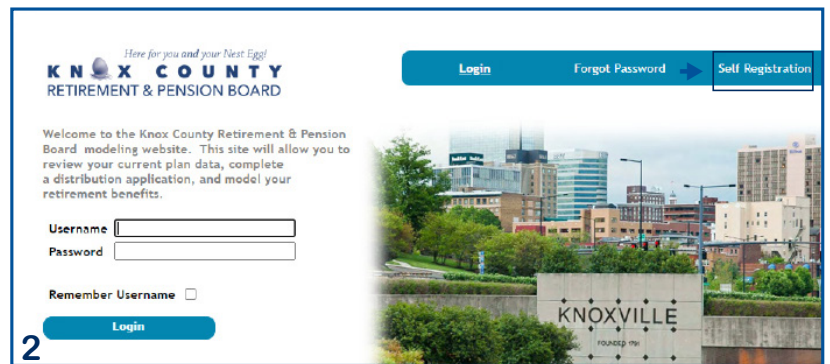 Here for you and your Nest Egg!
KNOX COUNTY
RETIREMENT & PENSION BOARD
Login
Forgot Password
Self Registration
Welcome to the Knox County Retirement & Pension
Board modeling website. This site will allow you to
review your current plan data, complete
a distribution application, and model your
retirement benefits.
Username
Password
Remember Username
Login
2
KNOXVILLE
FOUNDED 1791